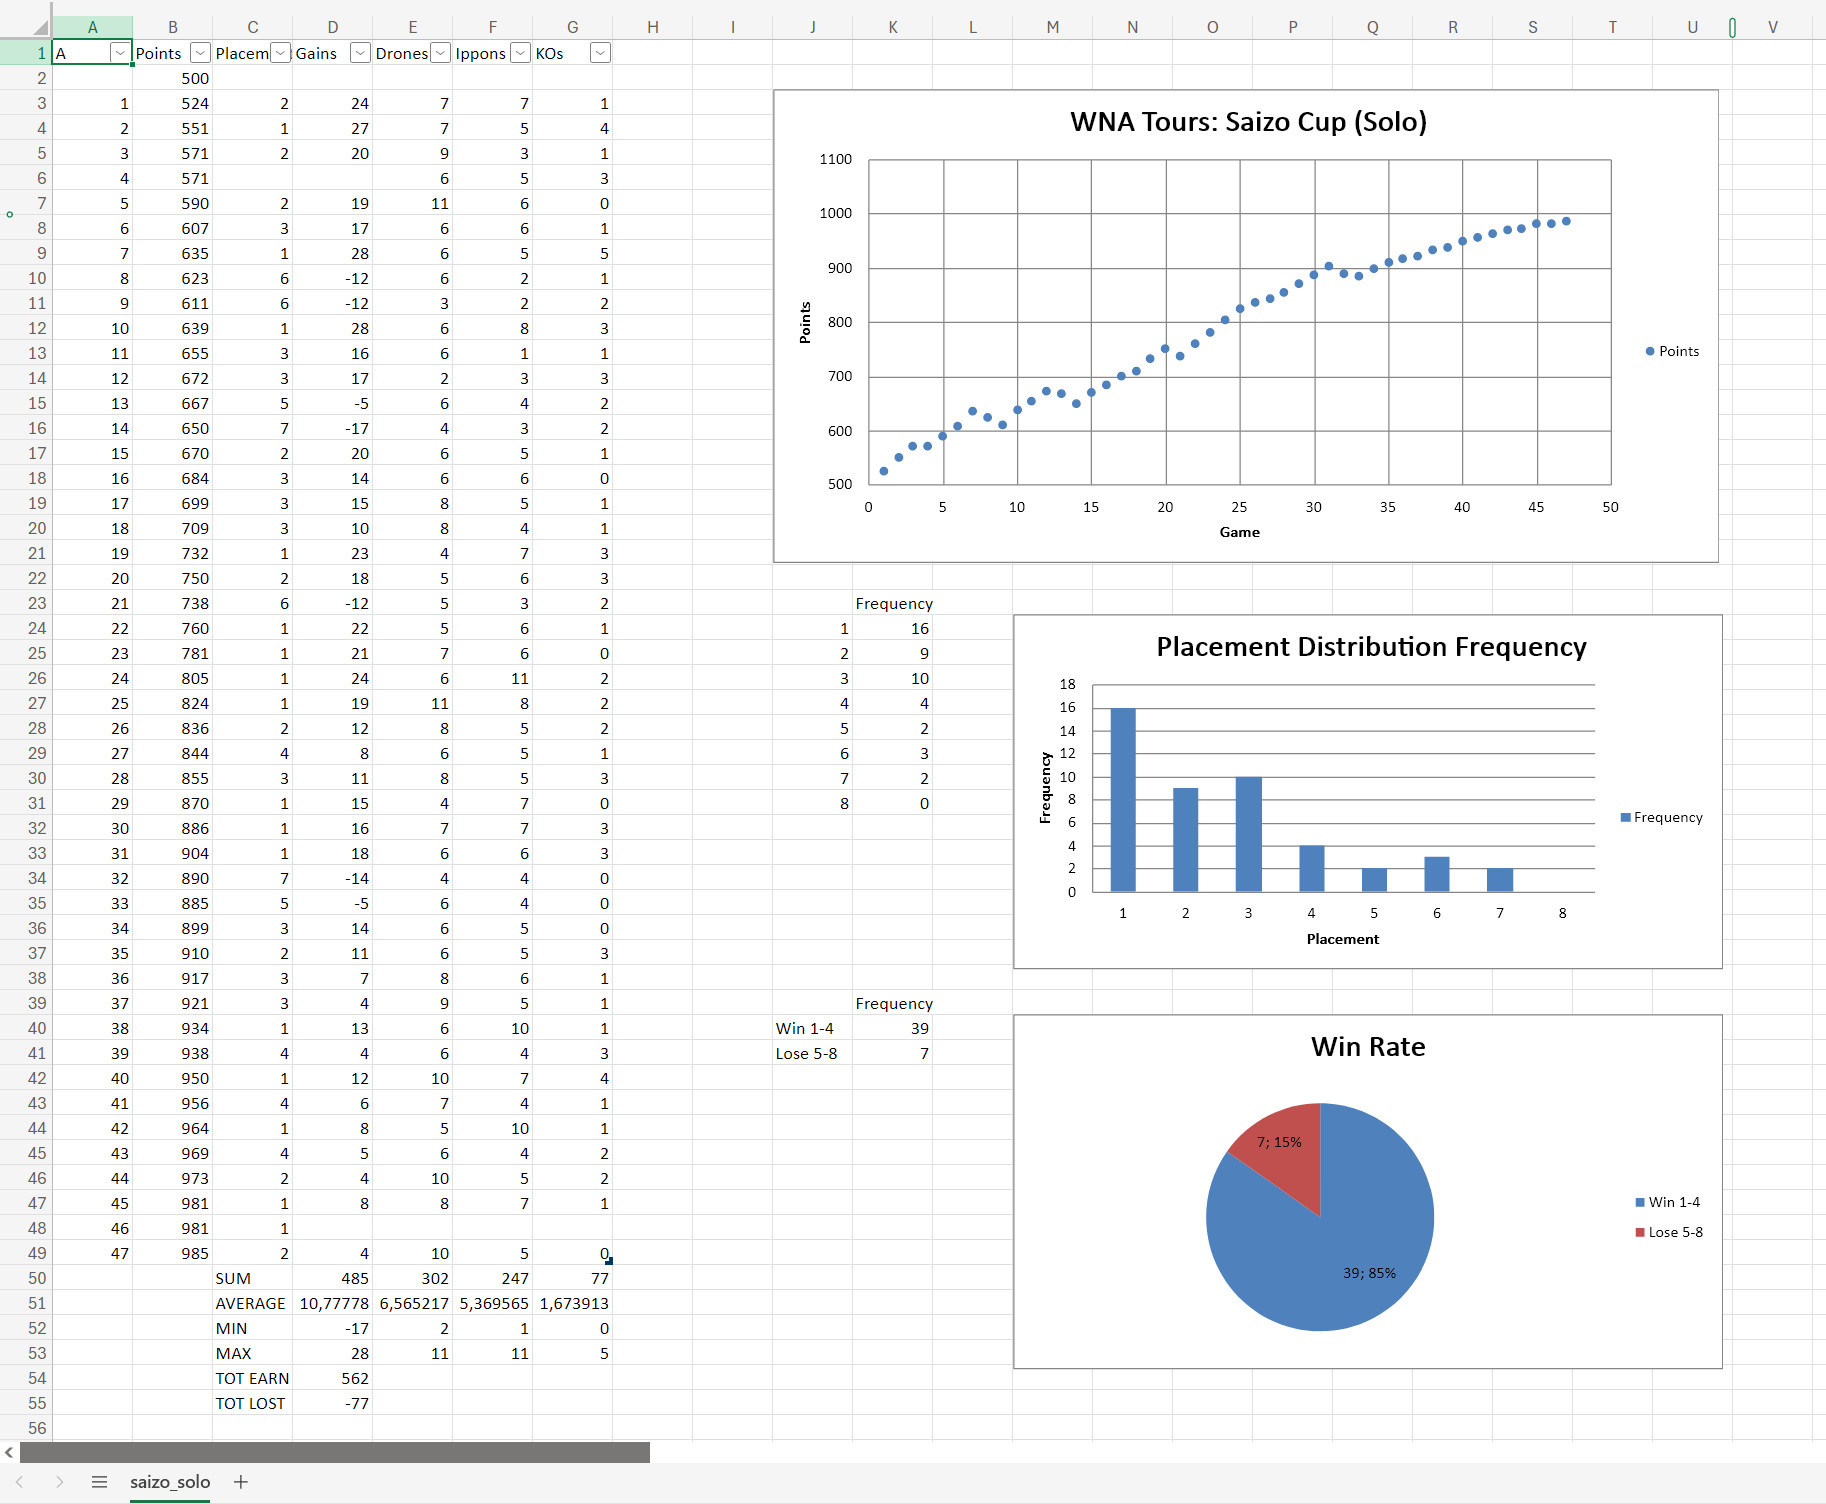 A B C D E F G H I J K L M N O P Q R S T U V
1 A Points Placem Gains Drones Ippons KOs
2 500
3 1 524 2 24 7 7 1
4 2 551 1 27 7 5 4
5 3 571 2 20 9 3 1
6 4 571 6 5 3
7 5 590 2 19 11 6 0
8 6 607 3 17 6 6 1
9 7 635 1 28 6 5 5
10 8 623 6 -12 6 2 1
11 9 611 6 -12 3 2 2
12 10 639 1 28 6 8 3
13 11 655 3 16 6 1 1
14 12 672 3 17 2 3 3
15 13 667 5 -5 6 4 2
16 14 650 7 -17 4 3 2
17 15 670 2 20 6 5 1
18 16 684 3 14 6 6 0
19 17 699 3 15 8 5 1
20 18 709 3 10 8 4 1
21 19 732 1 23 4 7 3
22 20 750 2 18 5 6 3
23 21 738 6 -12 5 3 2
24 22 760 1 22 5 6 1
25 23 781 1 21 7 6 0
26 24 805 1 24 6 11 2
27 25 824 1 19 11 8 2
28 26 836 2 12 8 5 2
29 27 844 4 8 6 5 1
30 28 855 3 11 8 5 3
31 29 870 1 15 4 7 0
32 30 886 1 16 7 7 3
33 31 904 1 18 6 6 3
34 32 890 7 -14 4 4 0
35 33 885 5 -5 6 4 0
36 34 899 3 14 6 5 0
37 35 910 2 11 6 5 3
38 36 917 3 7 8 6 1
39 37 921 3 4 9 5 1
40 38 934 1 13 6 10 1
41 39 938 4 4 6 4 3
42 40 950 1 12 10 7 4
43 41 956 4 6 7 4 1
44 42 964 1 8 5 10 1
45 43 969 4 5 6 4 2
46 44 973 2 4 10 5 2
47 45 981 1 8 8 7 1
48 46 981 1
49 47 985 2 4 10 5 0
50 SUM 485 302 247 77
51 AVERAGE 10,77778 6,565217 5,369565 1,673913
52 MIN -17 2 1 0
53 MAX 28 11 11 5
54 TOT EARN 562
55 TOT LOST -77
56
WNA Tours: Saizo Cup (Solo)
1100
1000
900
800
700
600
500
Points
0 5 10 15 20 25 30 35 40 45 50
Game
Points
Frequency
1 16
2 9
3 10
4 4
5 2
6 3
7 2
8 0
Placement Distribution Frequency
18
16
14
12
10
8
6
4
2
0
Frequency
1 2 3 4 5 6 7 8
Placement
Frequency
Frequency
Win 1-4 39
Lose 5-8 7
Win Rate
7; 15%
39; 85%
Win 1-4
Lose 5-8
saizo_solo